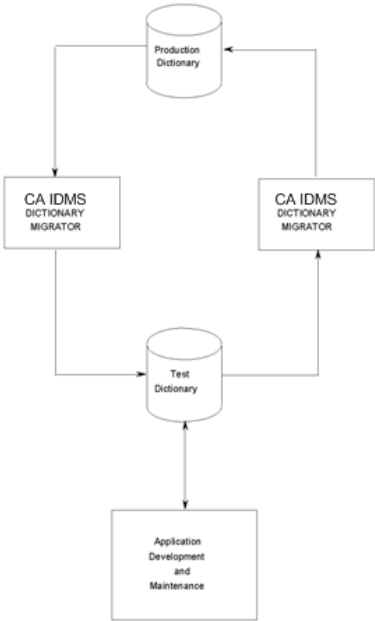 Production
Dictionary
CA IDMS
DICTIONARY
MIGRATOR
CA IDMS
DICTIONARY
MIGRATOR
Test
Dictionary
Application
Development
and
Maintenance